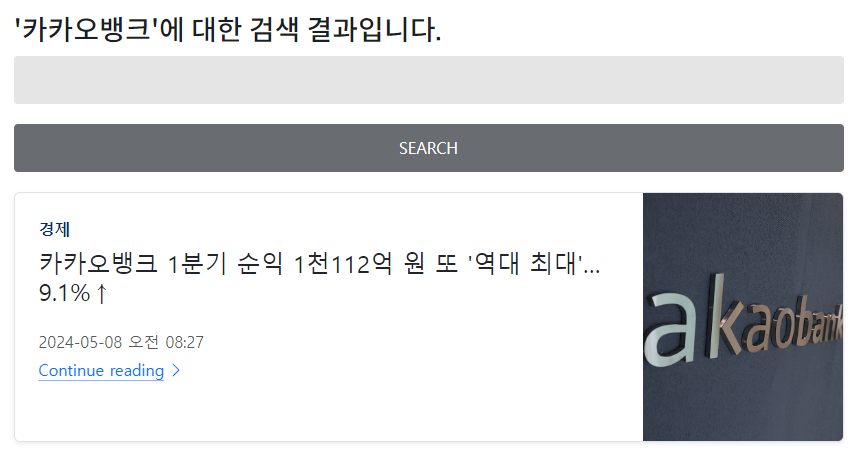 '카카오뱅크'에 대한 검색 결과입니다.
SEARCH
경제
카카오뱅크 1분기 순익 1천112억 원 또 '역대 최대'...
9.1%↑
2024-05-08 오전 08:27
Continue reading
akaobank